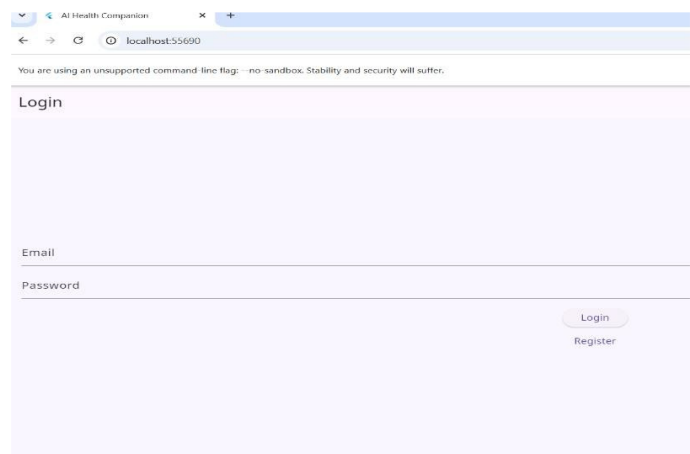 AI Health Companion
localhost:55690
You are using an unsupported command-line flag: --no-sandbox. Stability and security will suffer.
Login
Email
Password
Login
Register